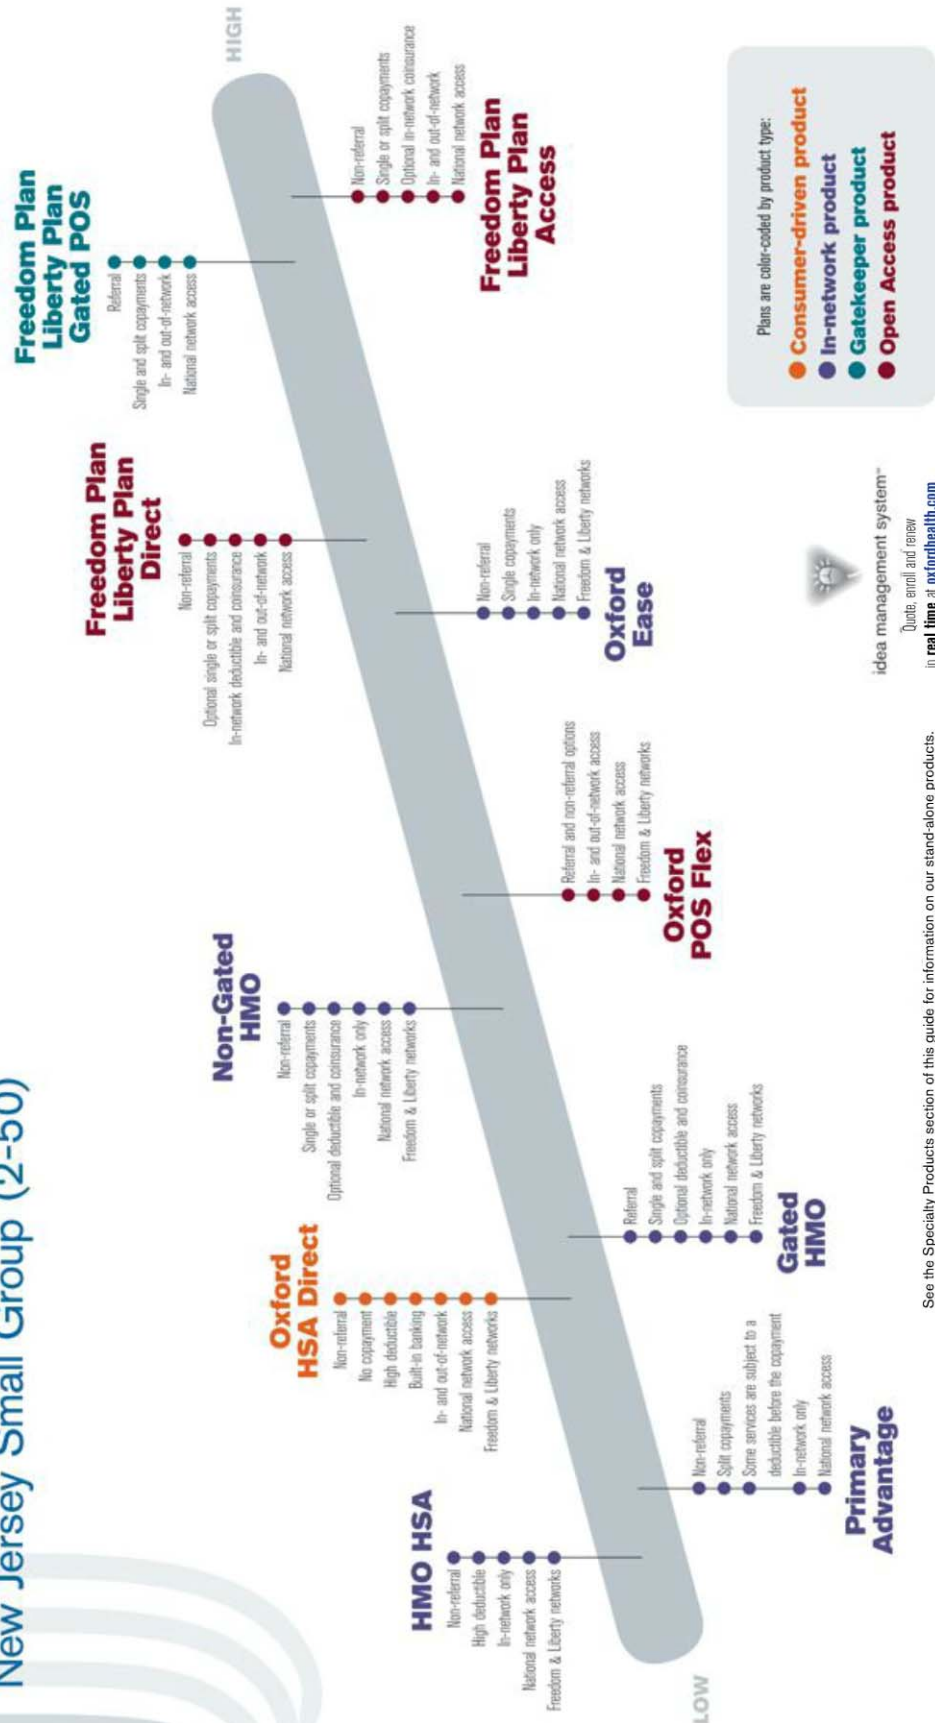 New Jersey Small Group (2-50)
HMO HSA
Non-referral
High deductible
In-network only
National network access
Freedom & Liberty networks
Oxford
HSA Direct
Non-referral
No copayment
High deductible
Built-in banking
In- and out-of-network
National network access
Freedom & Liberty networks
Non-Gated
HMO
Non-referral
Single or split copayments
Optional deductible and coinsurance
In-network only
National network access
Freedom & Liberty networks
Freedom Plan
Liberty Plan
Direct
Non-referral
Optional single or split copayments
In-network deductible and coinsurance
In- and out-of-network
National network access
Freedom Plan
Liberty Plan
Gated POS
Referral
Single and split copayments
In- and out-of-network
National network access
HIGH
LOW
Non-referral
Split copayments
Some services are subject to a
deductible before the copayment
In-network only
National network access
Primary
Advantage
Referral
Single and split copayments
Optional deductible and coinsurance
In-network only
National network access
Freedom & Liberty networks
Gated
HMO
Referral and non-referral options
In- and out-of-network access
National network access
Freedom & Liberty networks
Oxford
POS Flex
Non-referral
Single copayments
In-network only
National network access
Freedom & Liberty networks
Oxford
Ease
Non-referral
Single or split copayments
Optional in-network coinsurance
In- and out-of-network
National network access
Freedom Plan
Liberty Plan
Access
Plans are color-coded by product type:
Consumer-driven product
In-network product
Gatekeeper product
Open Access product
idea management system℠
Quote, enroll and renew
in real time at oxfordhealth.com
See the Specialty Products section of this guide for information on our stand-alone products.